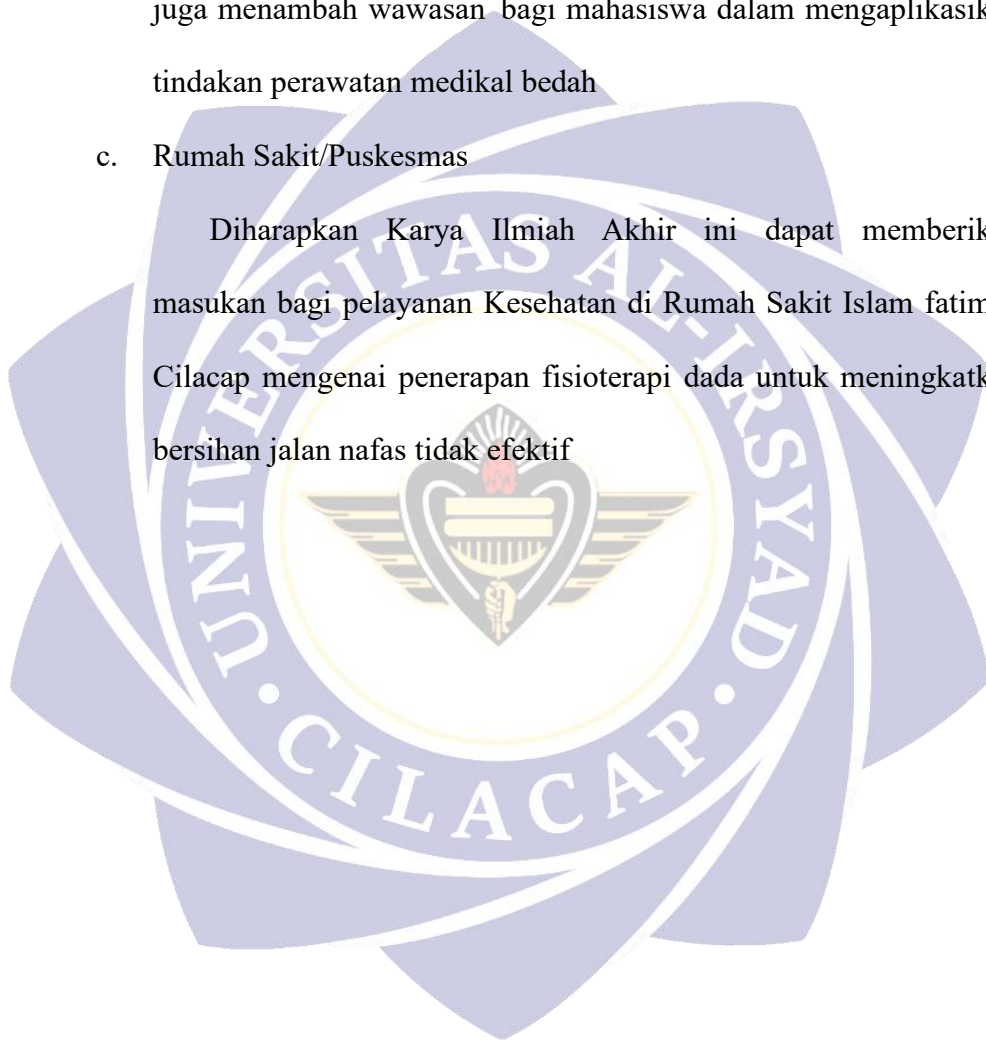 juga menambah wawasan bagi mahasiswa dalam mengaplikasik
tindakan perawatan medikal bedah
c. Rumah Sakit/Puskesmas
Diharapkan Karya Ilmiah Akhir ini dapat memberik
masukan bagi pelayanan Kesehatan di Rumah Sakit Islam fatim
Cilacap mengenai penerapan fisioterapi dada untuk meningkatk
bersihan jalan nafas tidak efektif
UNIVERSITAS AL-IRSYAD
• CILACAP •